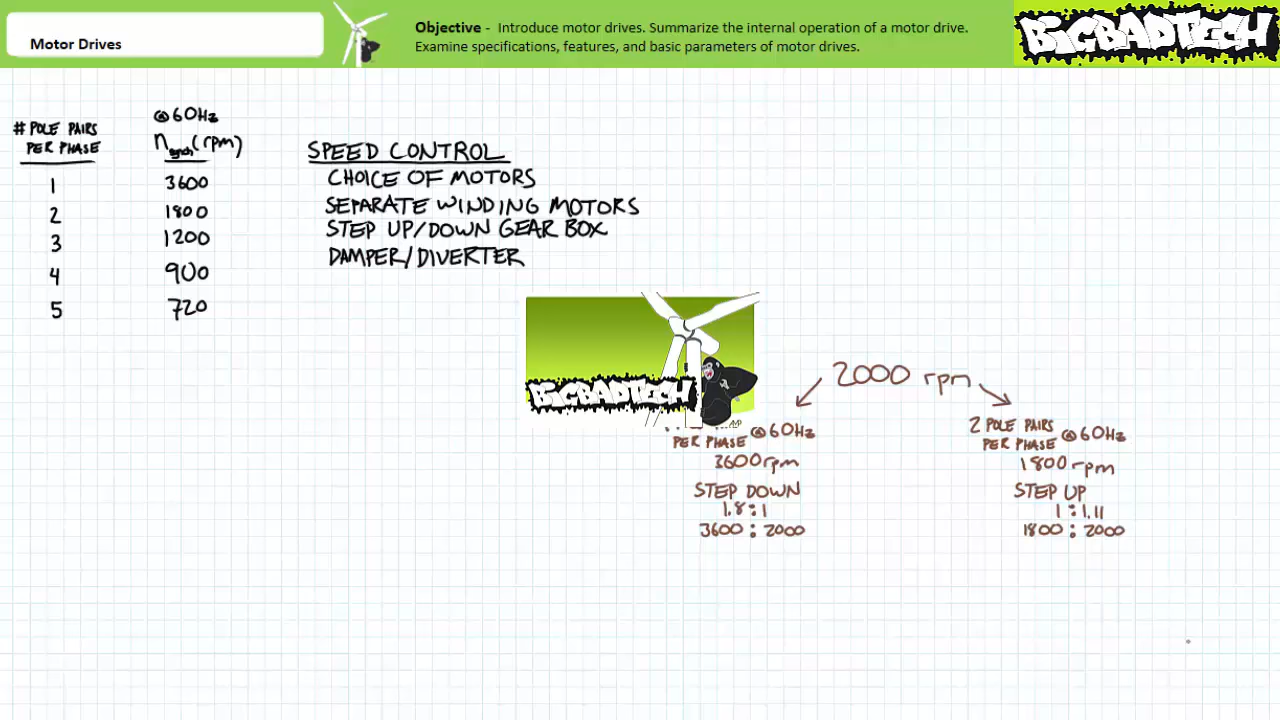 Motor Drives
Objective - Introduce motor drives. Summarize the internal operation of a motor drive.
Examine specifications, features, and basic parameters of motor drives.
BIGBADTECH
# POLE PAIRS
PER PHASE
@60Hz
nsynch(rpm)
1 3600
2 1800
3 1200
4 900
5 720
SPEED CONTROL
CHOICE OF MOTORS
SEPARATE WINDING MOTORS
STEP UP/DOWN GEAR BOX
DAMPER/DIVERTER
BIGBADTECH
2000 rpm
PER PHASE @60Hz
3600rpm
STEP DOWN
1.8:1
3600:2000
2 POLE PAIRS
PER PHASE @60Hz
1800 rpm
STEP UP
1:1.11
1800:2000